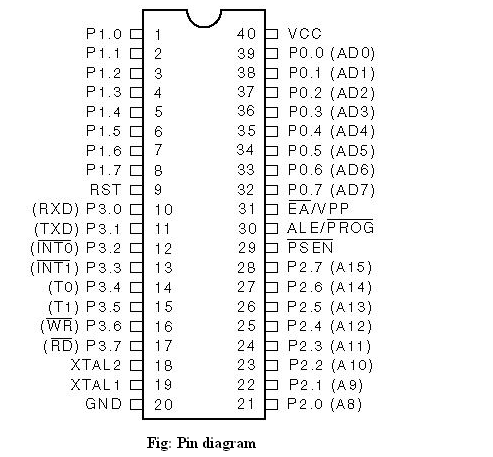 P1.0 1 40 VCC
P1.1 2 39 P0.0 (AD0)
P1.2 3 38 P0.1 (AD1)
P1.3 4 37 P0.2 (AD2)
P1.4 5 36 P0.3 (AD3)
P1.5 6 35 P0.4 (AD4)
P1.6 7 34 P0.5 (AD5)
P1.7 8 33 P0.6 (AD6)
RST 9 32 P0.7 (AD7)
(RXD) P3.0 10 31 E̅A̅/VPP
(TXD) P3.1 11 30 ALE/P̅R̅O̅G̅
(I̅N̅T̅0̅) P3.2 12 29 P̅S̅E̅N̅
(I̅N̅T̅1̅) P3.3 13 28 P2.7 (A15)
(T0) P3.4 14 27 P2.6 (A14)
(T1) P3.5 15 26 P2.5 (A13)
(W̅R̅) P3.6 16 25 P2.4 (A12)
(R̅D̅) P3.7 17 24 P2.3 (A11)
XTAL2 18 23 P2.2 (A10)
XTAL1 19 22 P2.1 (A9)
GND 20 21 P2.0 (A8)
Fig: Pin diagram